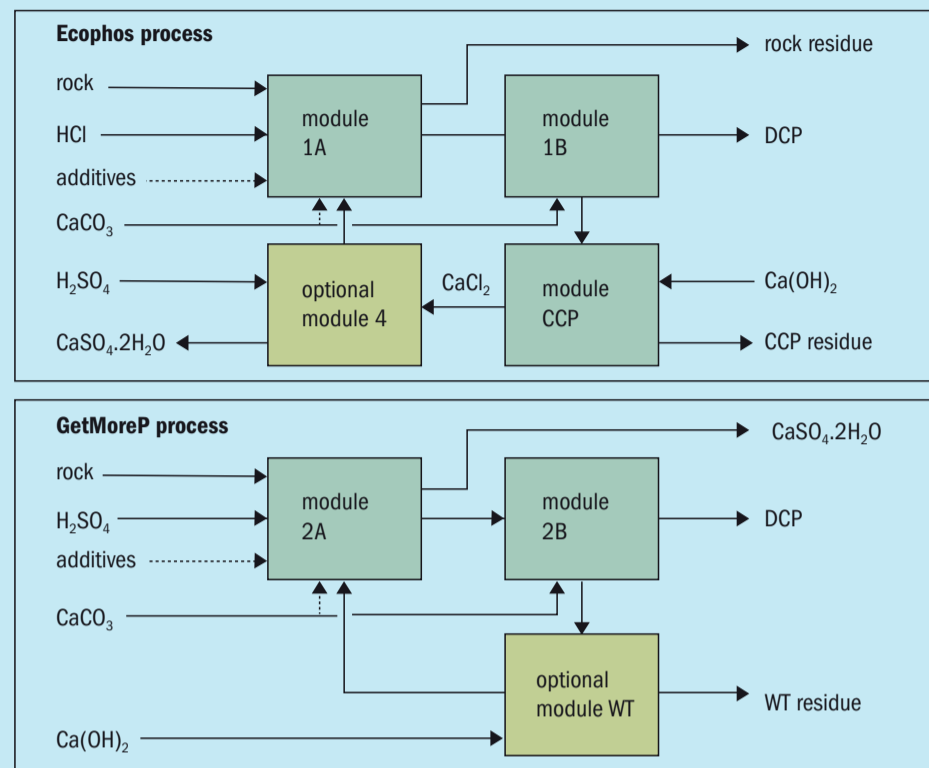 Ecophos process
rock residue
rock
HCl
additives
CaCO₃
module
1A
module
1B
DCP
H₂SO₄
CaSO₄.2H₂O
optional
module 4
CaCl₂
module
CCP
Ca(OH)₂
CCP residue
GetMoreP process
CaSO₄.2H₂O
rock
H₂SO₄
additives
CaCO₃
module
2A
module
2B
DCP
optional
module WT
WT residue
Ca(OH)₂